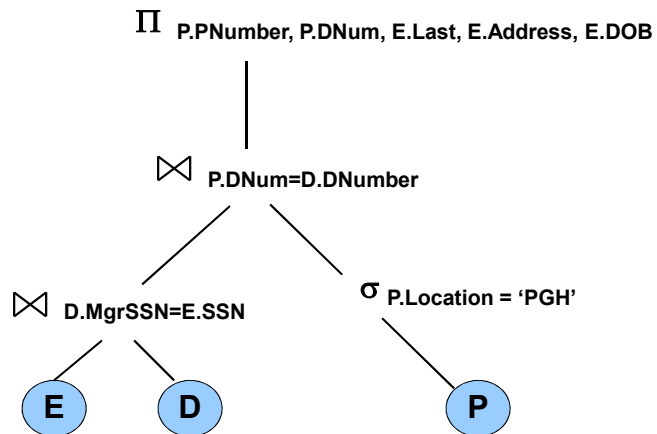 Π P.PNumber, P.DNum, E.Last, E.Address, E.DOB
⋈ P.DNum=D.DNumber
⋈ D.MgrSSN=E.SSN
σ P.Location = ‘PGH’
E
D
P